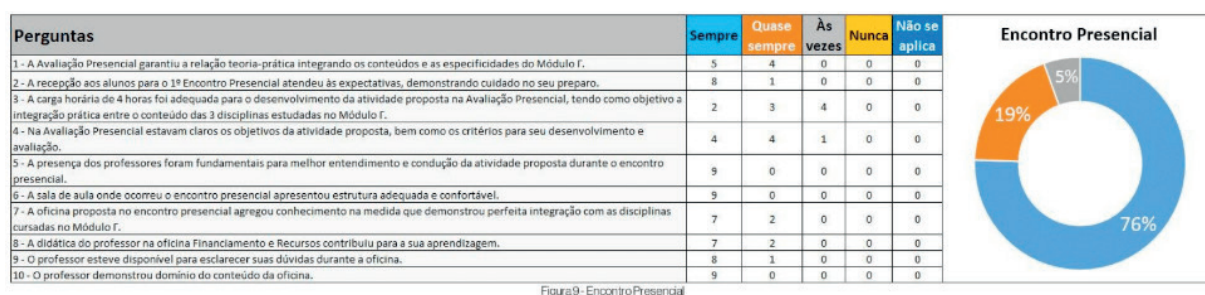 Perguntas Sempre Quase sempre Às vezes Nunca Não se aplica
1 - A Avaliação Presencial garantiu a relação teoria-prática integrando os conteúdos e as especificidades do Módulo Γ. 5 4 0 0 0
2 - A recepção aos alunos para o 1º Encontro Presencial atendeu às expectativas, demonstrando cuidado no seu preparo. 8 1 0 0 0
3 - A carga horária de 4 horas foi adequada para o desenvolvimento da atividade proposta na Avaliação Presencial, tendo como objetivo a
integração prática entre o conteúdo das 3 disciplinas estudadas no Módulo Γ. 2 3 4 0 0
4 - Na Avaliação Presencial estavam claros os objetivos da atividade proposta, bem como os critérios para seu desenvolvimento e
avaliação. 4 4 1 0 0
5 - A presença dos professores foram fundamentais para melhor entendimento e condução da atividade proposta durante o encontro
presencial. 9 0 0 0 0
6 - A sala de aula onde ocorreu o encontro presencial apresentou estrutura adequada e confortável. 9 0 0 0 0
7 - A oficina proposta no encontro presencial agregou conhecimento na medida que demonstrou perfeita integração com as disciplinas
cursadas no Módulo Γ. 7 2 0 0 0
8 - A didática do professor na oficina Financiamento e Recursos contribuiu para a sua aprendizagem. 7 2 0 0 0
9 - O professor esteve disponível para esclarecer suas dúvidas durante a oficina. 8 1 0 0 0
10 - O professor demonstrou domínio do conteúdo da oficina. 9 0 0 0 0
Encontro Presencial
5%
19%
76%
Figura 9 - Encontro Presencial